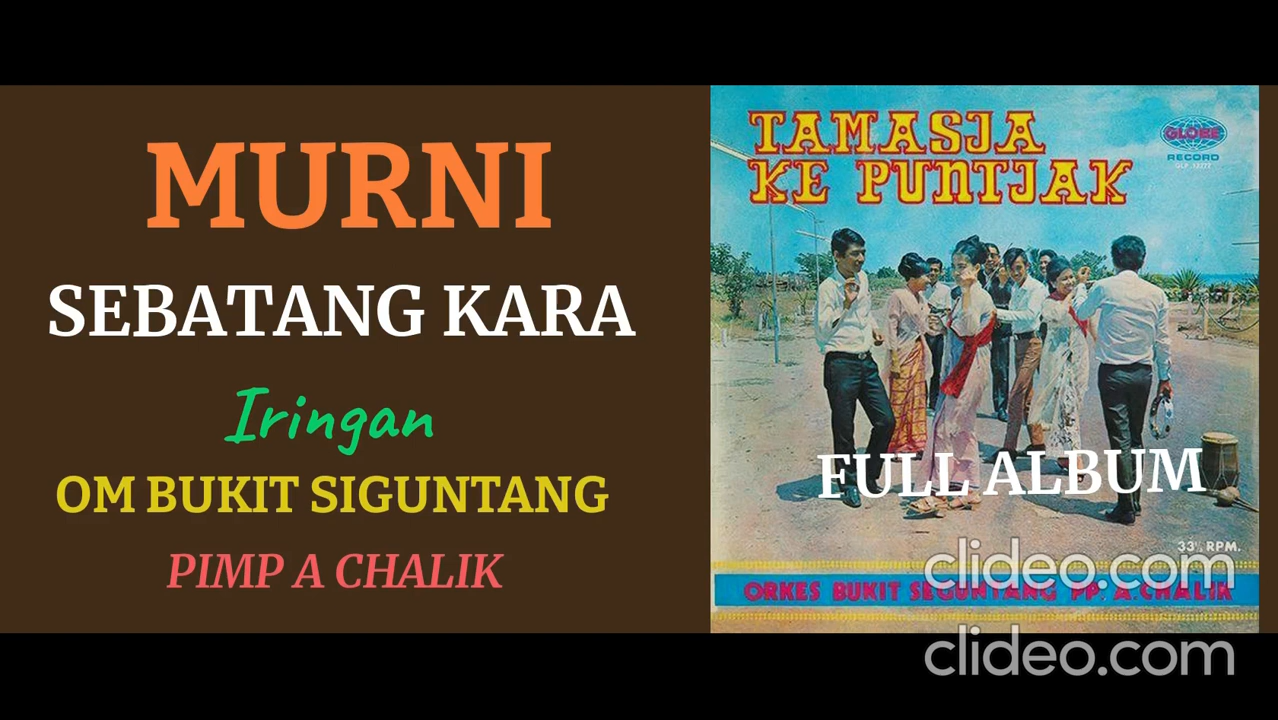 MURNI
SEBATANG KARA
Iringan
OM BUKIT SIGUNTANG
PIMP A CHALIK
TAMASJA
KE PUNTJAK
GLOBE
RECORD
FULL ALBUM
33⅓ RPM.
ORKES BUKIT SEGUNTANG PP. A. CHALIK
clideo.com
clideo.com